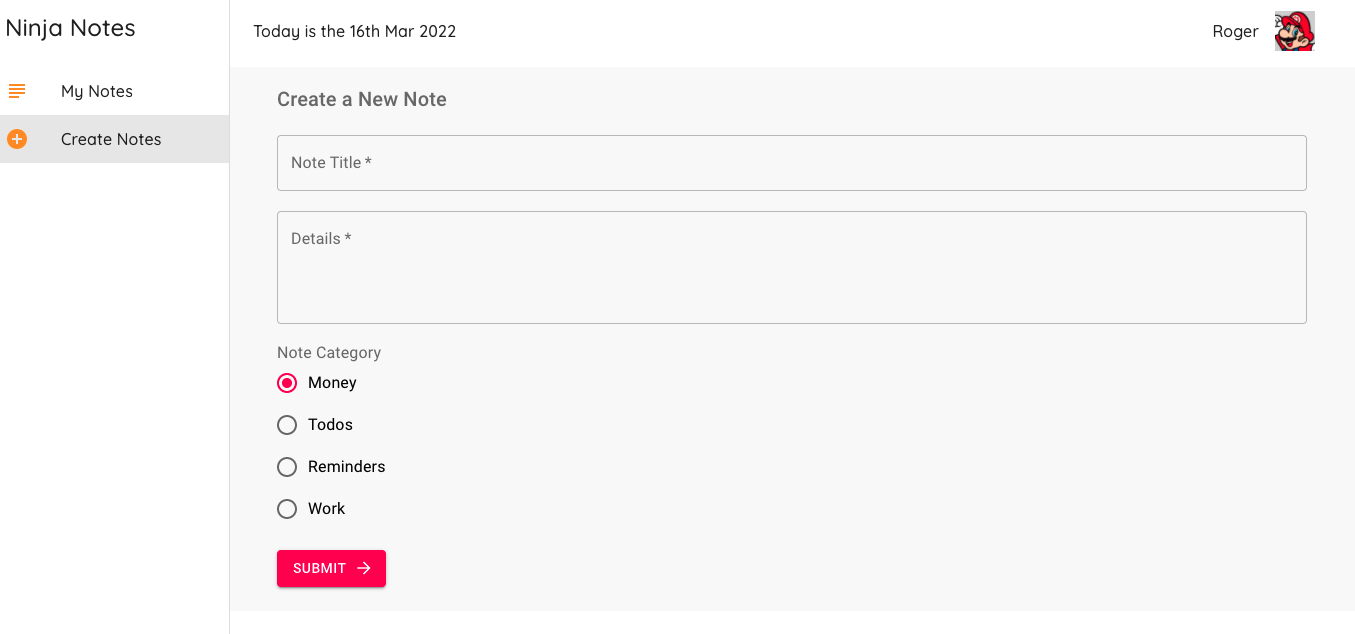 Ninja Notes
Today is the 16th Mar 2022
Roger
My Notes
Create Notes
Create a New Note
Note Title *
Details *
Note Category
Money
Todos
Reminders
Work
SUBMIT